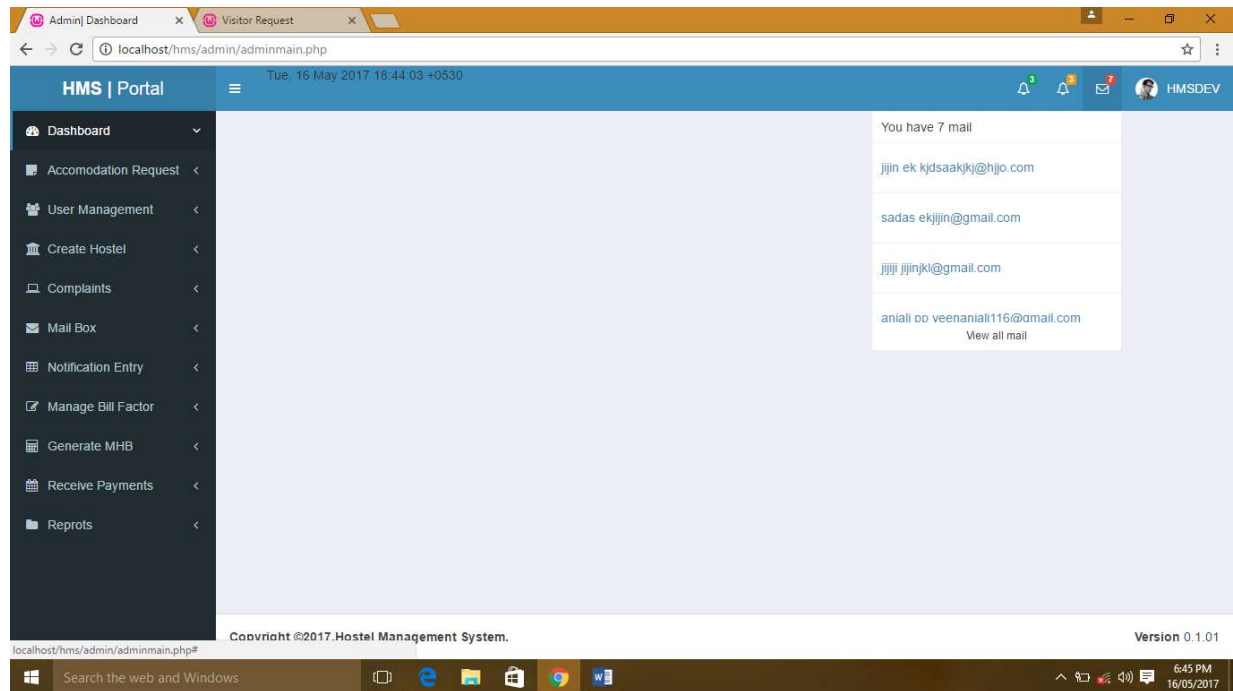 Admin| Dashboard
Visitor Request
localhost/hms/admin/adminmain.php
HMS | Portal
Tue, 16 May 2017 18:44:03 +0530
3
3
7
HMSDEV
Dashboard
Accomodation Request
User Management
Create Hostel
Complaints
Mail Box
Notification Entry
Manage Bill Factor
Generate MHB
Receive Payments
Reprots
You have 7 mail
jijin ek kjdsaakjkj@hjjo.com
sadas ekjijin@gmail.com
jijiji jijinjkl@gmail.com
anjali pp veenanjali116@gmail.com
View all mail
Copyright ©2017.Hostel Management System.
Version 0.1.01
localhost/hms/admin/adminmain.php#
Search the web and Windows
6:45 PM
16/05/2017